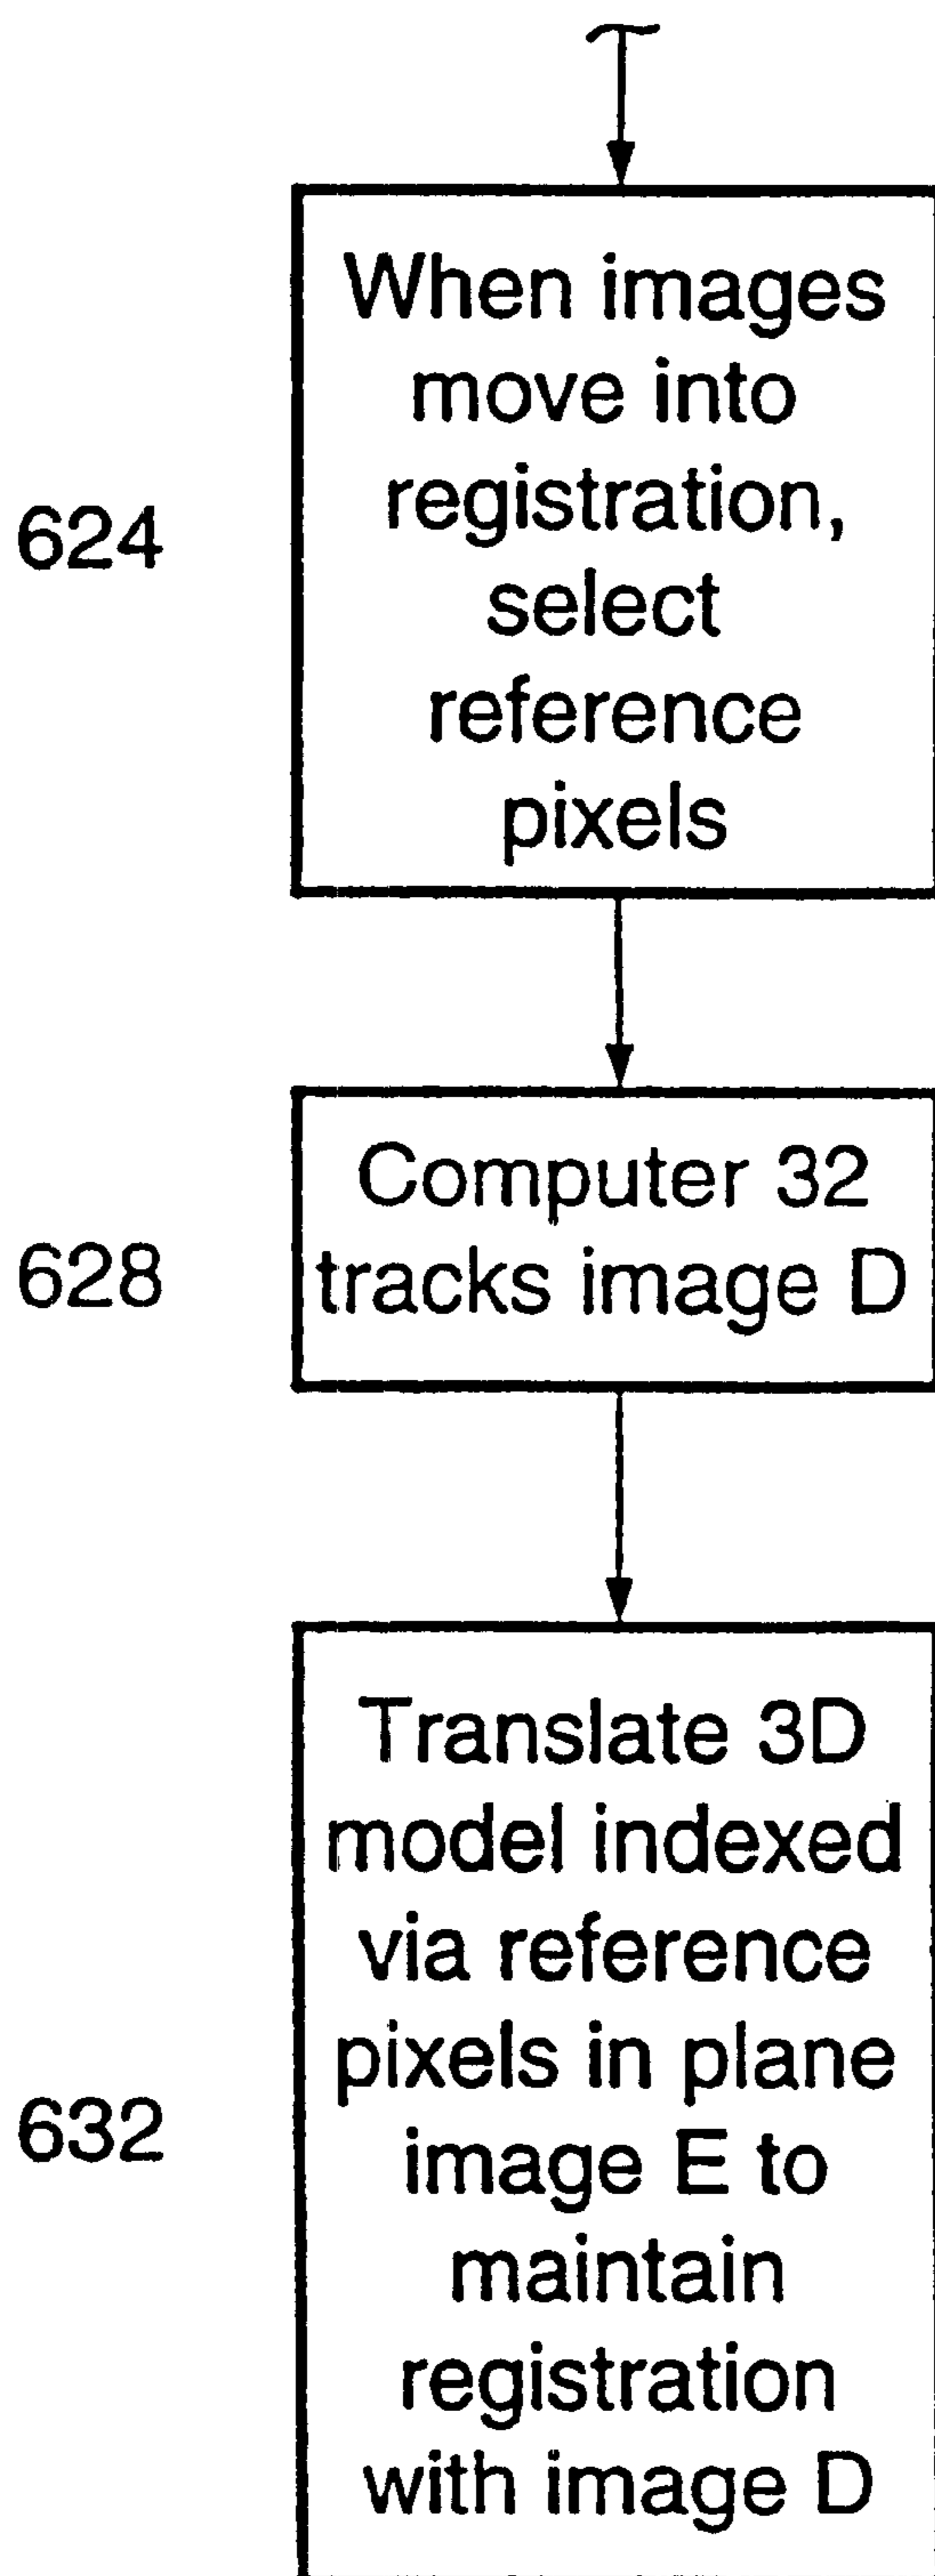 When images
move into
registration,
624
select
reference
pixels
Computer 32
628
tracks image D
Translate 3D
model indexed
via reference
pixels in plane
632
image E to
maintain
registration
with image D